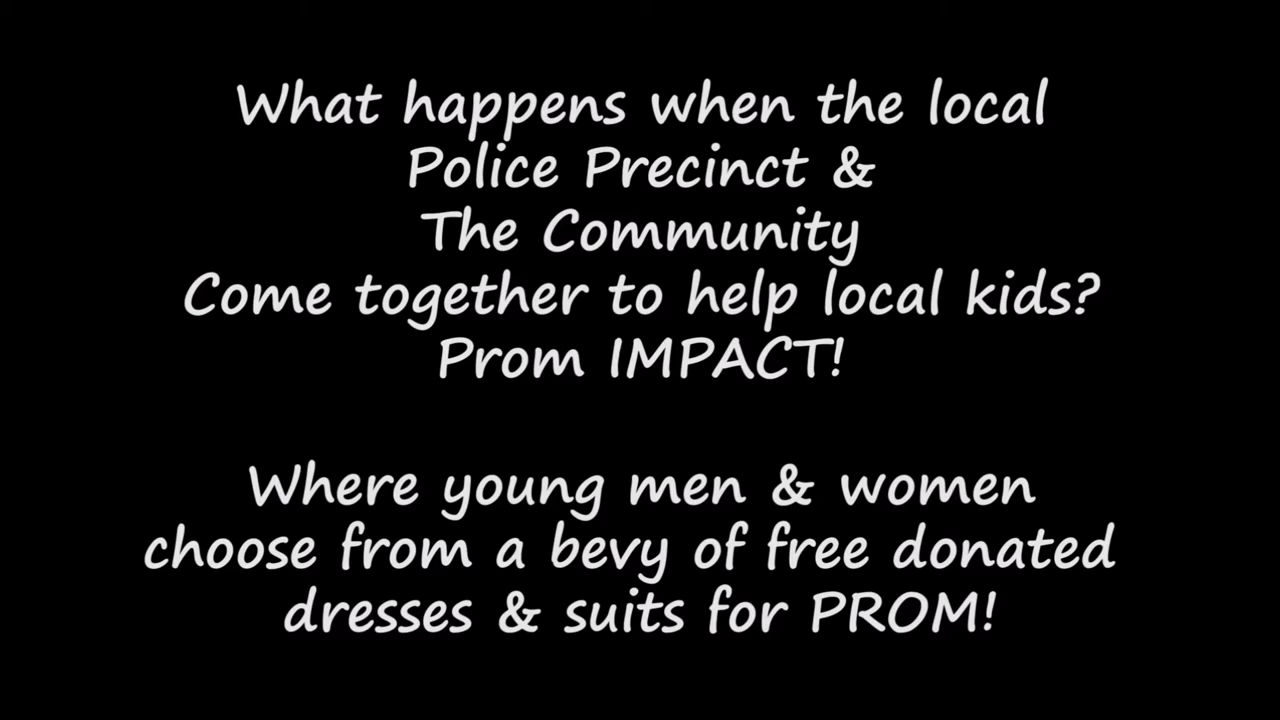 What happens when the local
Police Precinct &
The Community
Come together to help local kids?
Prom IMPACT!
Where young men & women
choose from a bevy of free donated
dresses & suits for PROM!